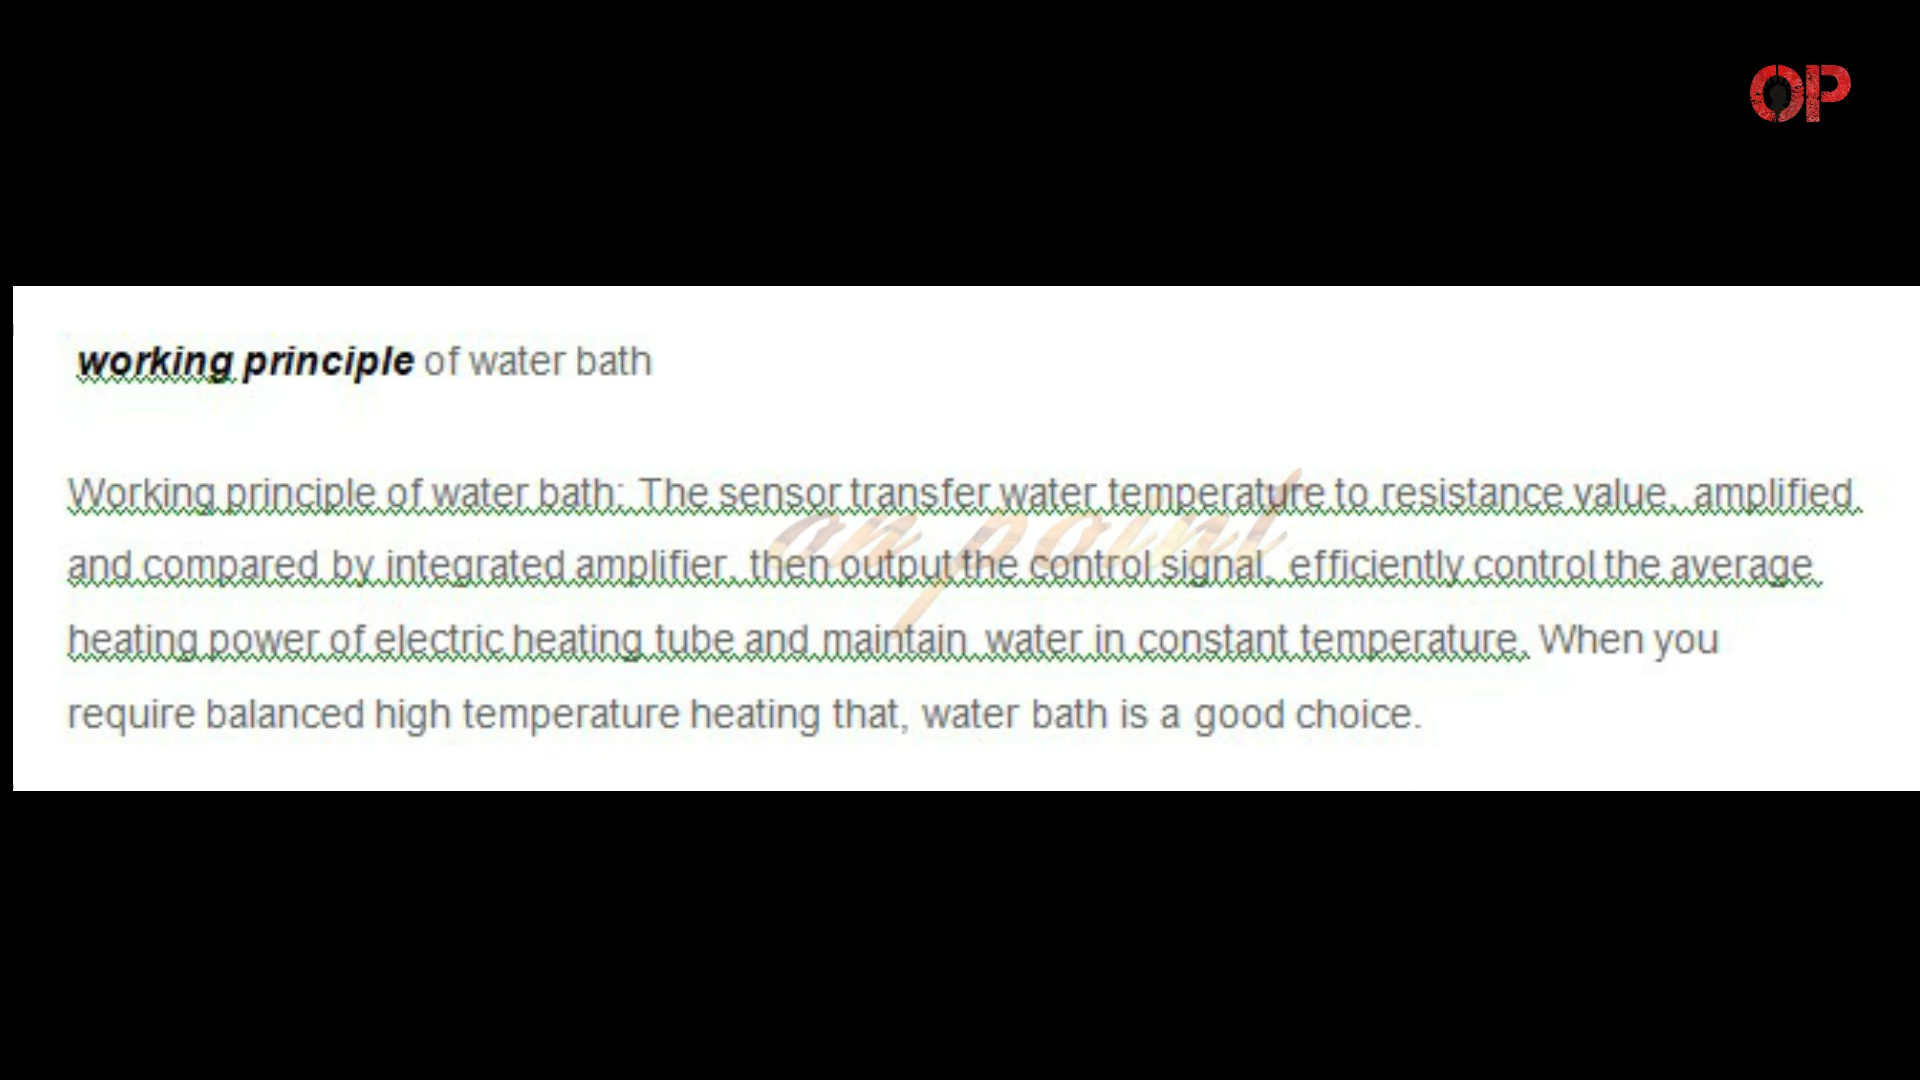 OP
working principle of water bath
Working principle of water bath: The sensor transfer water temperature to resistance value, amplified
and compared by integrated amplifier, then output the control signal, efficiently control the average
heating power of electric heating tube and maintain water in constant temperature. When you
require balanced high temperature heating that, water bath is a good choice.
on point